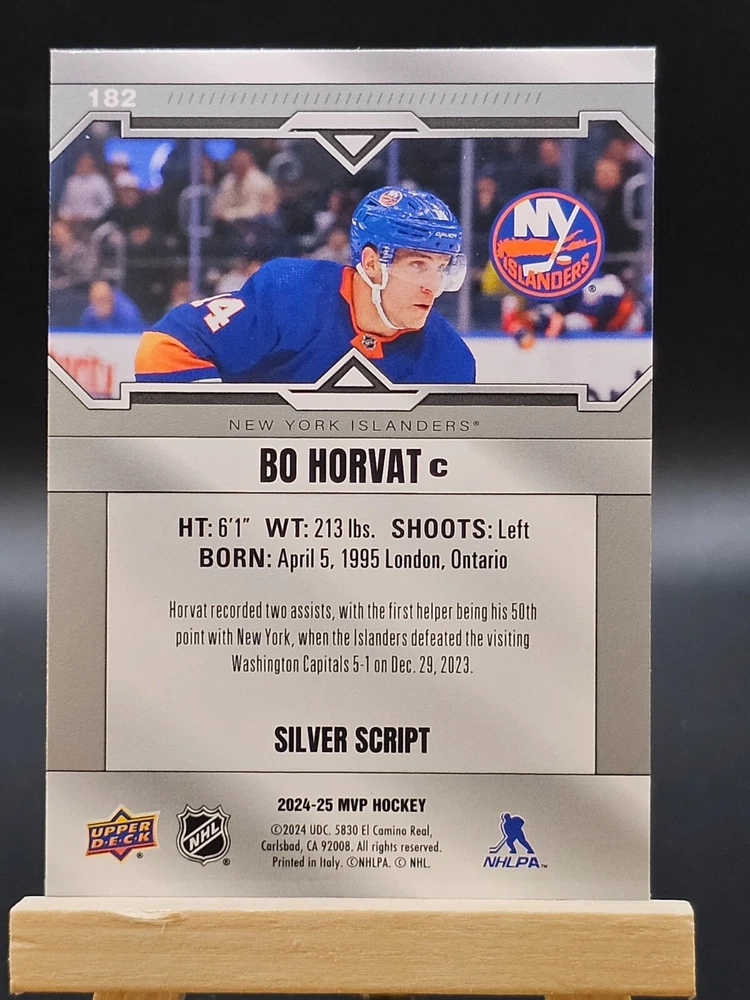 182
NY
ISLANDERS®
14
NEW YORK ISLANDERS®
BO HORVAT C
HT: 6'1" WT: 213 lbs. SHOOTS: Left
BORN: April 5, 1995 London, Ontario
Horvat recorded two assists, with the first helper being his 50th
point with New York, when the Islanders defeated the visiting
Washington Capitals 5-1 on Dec. 29, 2023.
SILVER SCRIPT
2024-25 MVP HOCKEY
©2024 UDC. 5830 El Camino Real,
Carlsbad, CA 92008. All rights reserved.
Printed in Italy. ©NHLPA. © NHL.
UPPER
D·E·C·K®
NHL®
NHLPA™